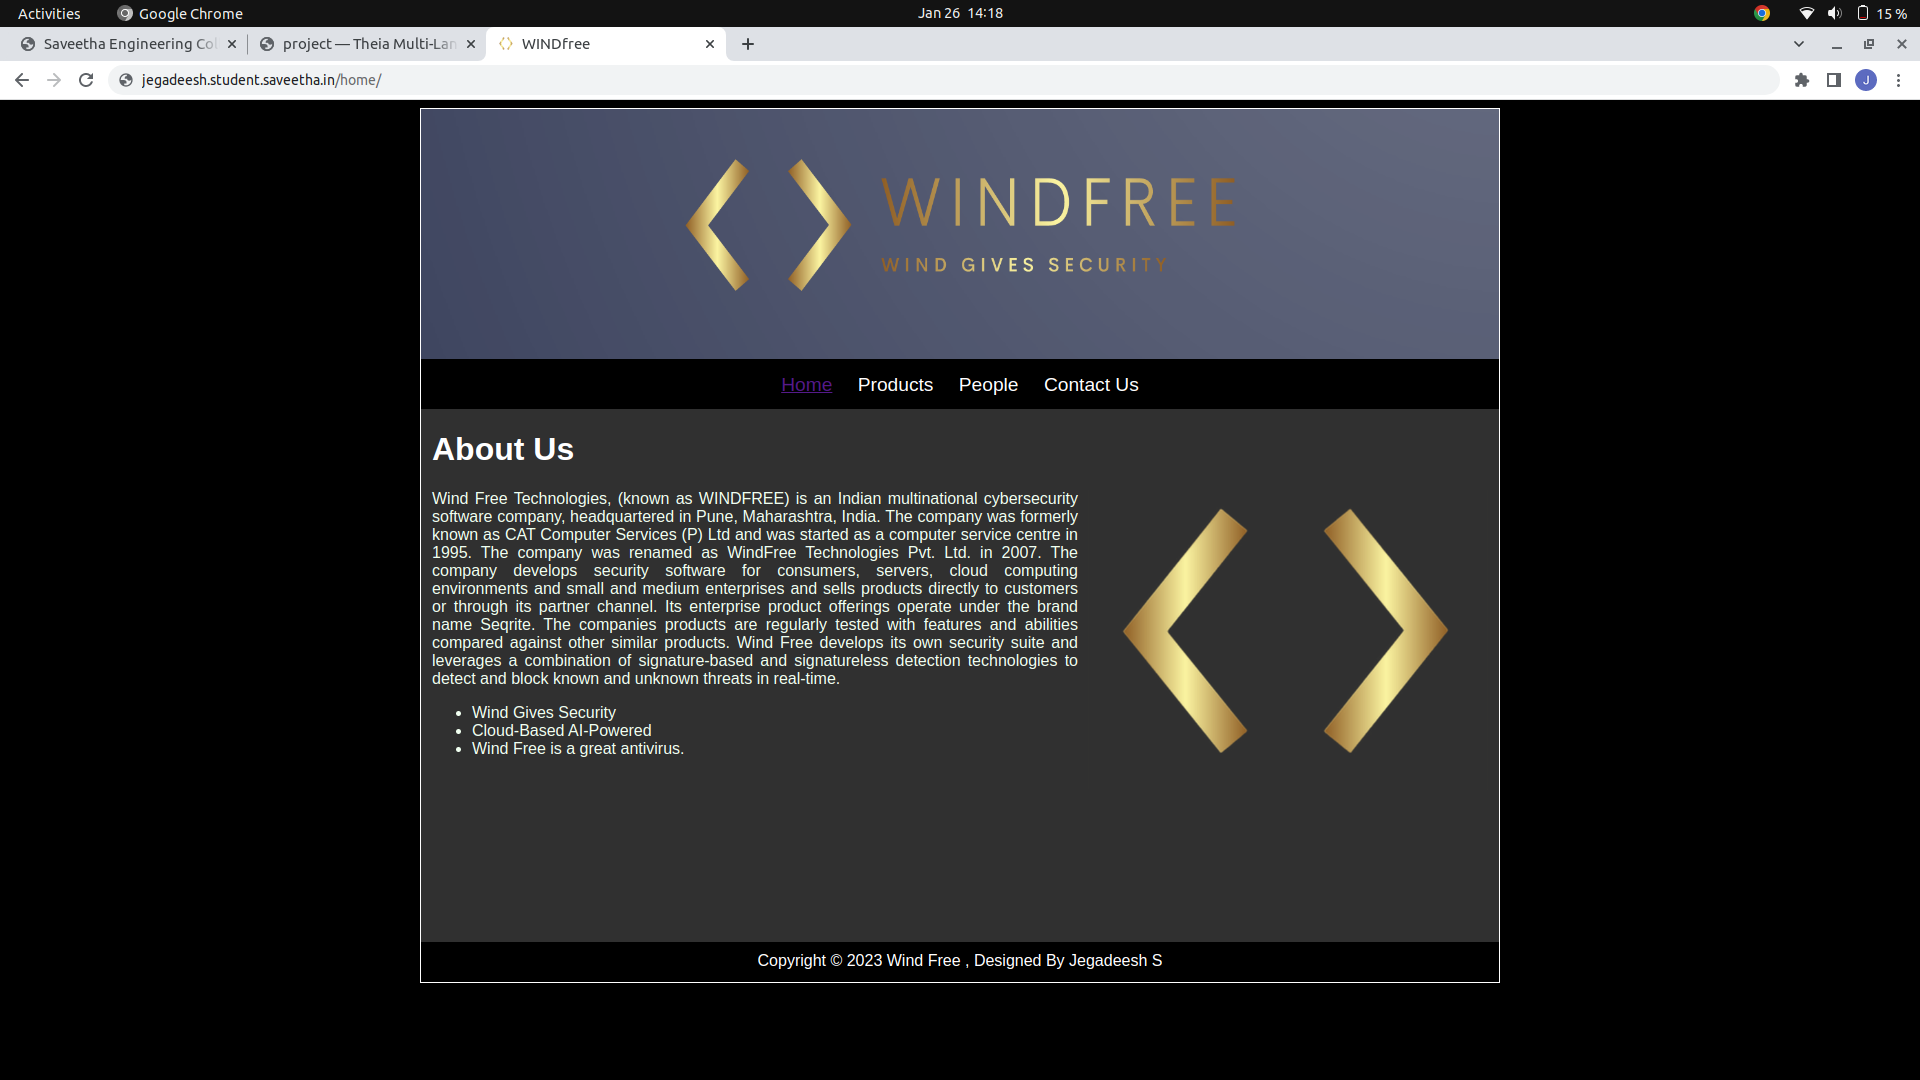 Activities Google Chrome Jan 26 14:18 15 %
Saveetha Engineering Co project — Theia Multi-Lan WINDfree
jegadeesh.student.saveetha.in/home/ J
WINDFREE
WIND GIVES SECURITY
Home Products People Contact Us
About Us
Wind Free Technologies, (known as WINDFREE) is an Indian multinational cybersecurity
software company, headquartered in Pune, Maharashtra, India. The company was formerly
known as CAT Computer Services (P) Ltd and was started as a computer service centre in
1995. The company was renamed as WindFree Technologies Pvt. Ltd. in 2007. The
company develops security software for consumers, servers, cloud computing
environments and small and medium enterprises and sells products directly to customers
or through its partner channel. Its enterprise product offerings operate under the brand
name Seqrite. The companies products are regularly tested with features and abilities
compared against other similar products. Wind Free develops its own security suite and
leverages a combination of signature-based and signatureless detection technologies to
detect and block known and unknown threats in real-time.
• Wind Gives Security
• Cloud-Based AI-Powered
• Wind Free is a great antivirus.
Copyright © 2023 Wind Free , Designed By Jegadeesh S